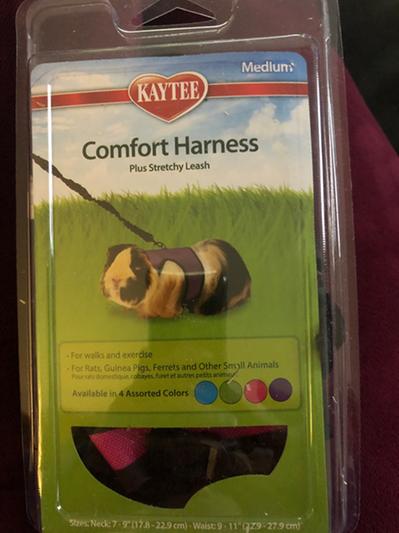 Medium
KAYTEE
Comfort Harness
Plus Stretchy Leash
- For walks and exercise
- For Rats, Guinea Pigs, Ferrets and Other Small Animals
Pour rats domestique, cobayes, furet et autres petits animaux
Available in 4 Assorted Colors
Sizes: Neck: 7 - 9" (17.8 - 22.9 cm) - Waist: 9 - 11" (22.9 - 27.9 cm)